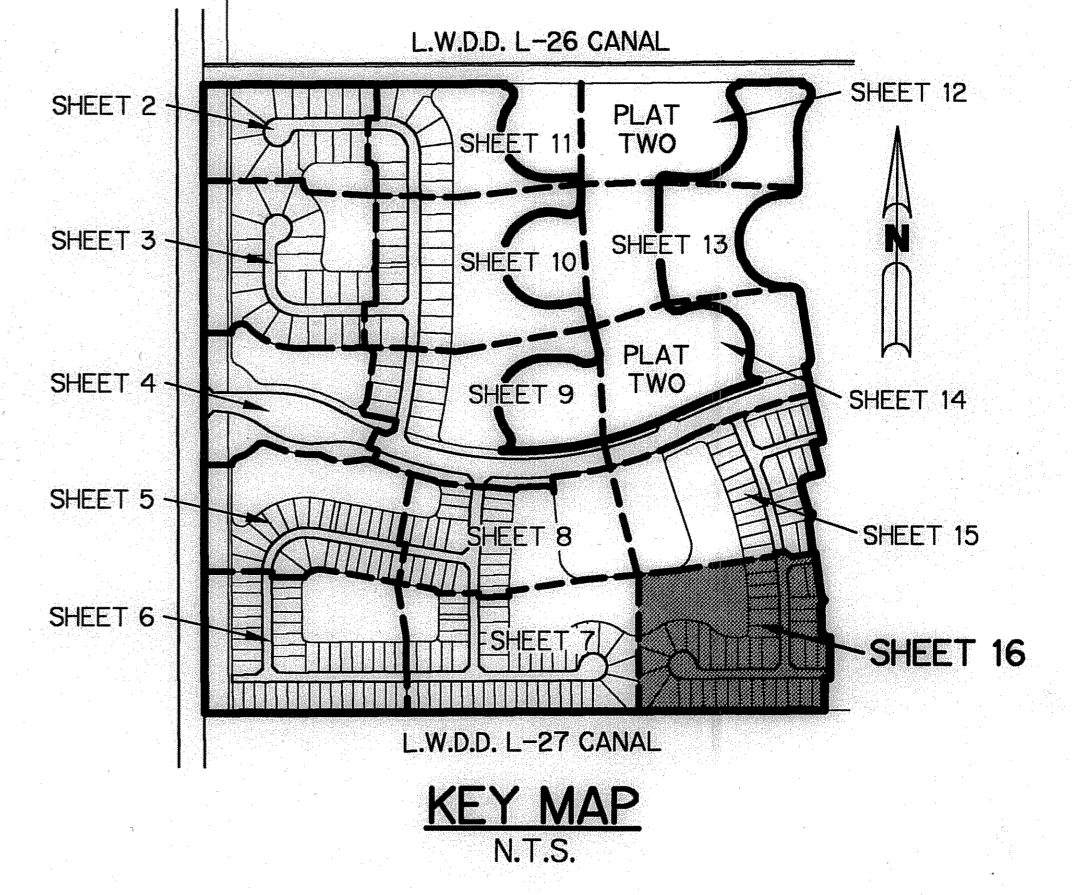 L.W.D.D. L-26 CANAL
SHEET 2
SHEET 12
PLAT
TWO
SHEET 11
SHEET 3
SHEET 10
SHEET 13
N
SHEET 4
SHEET 9
PLAT
TWO
SHEET 14
SHEET 5
SHEET 8
SHEET 15
SHEET 6
SHEET 7
SHEET 16
L.W.D.D. L-27 CANAL
KEY MAP
N.T.S.